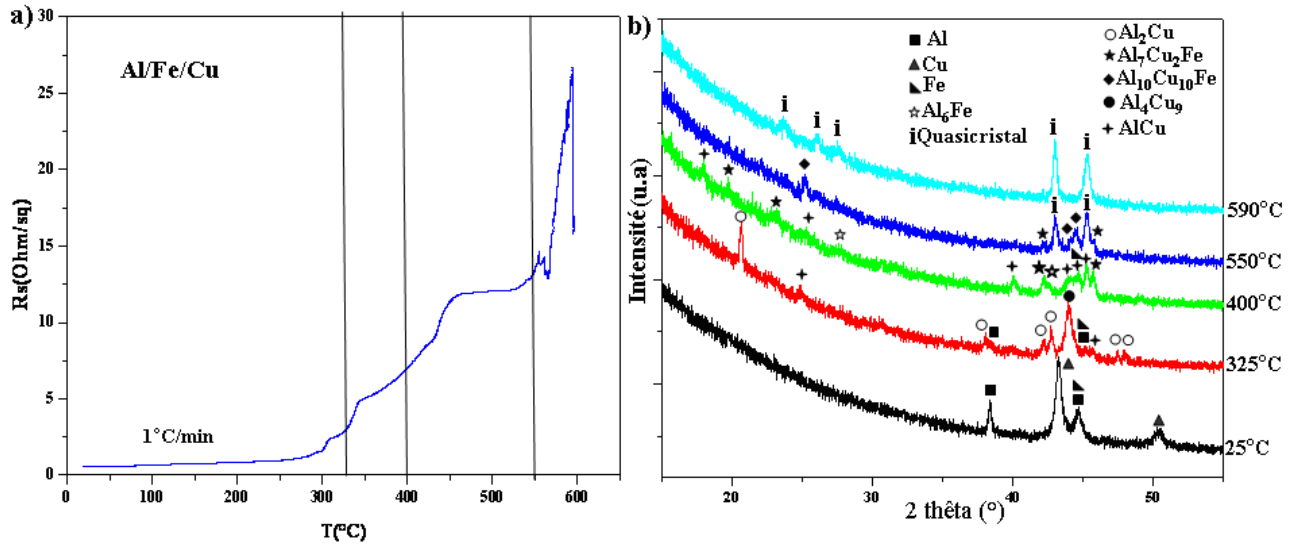 a)
30
25
20
15
10
5
0
Rs(Ohm/sq)
Al/Fe/Cu
1°C/min
0 100 200 300 400 500 600
T(°C)
b)
Intensité(u.a)
Al
Cu
Fe
Al6Fe
iQuasicristal
Al2Cu
Al7Cu2Fe
Al10Cu10Fe
Al4Cu9
AlCu
i i i i i
590°C
i i
550°C
400°C
325°C
25°C
20 30 40 50
2 thêta (°)